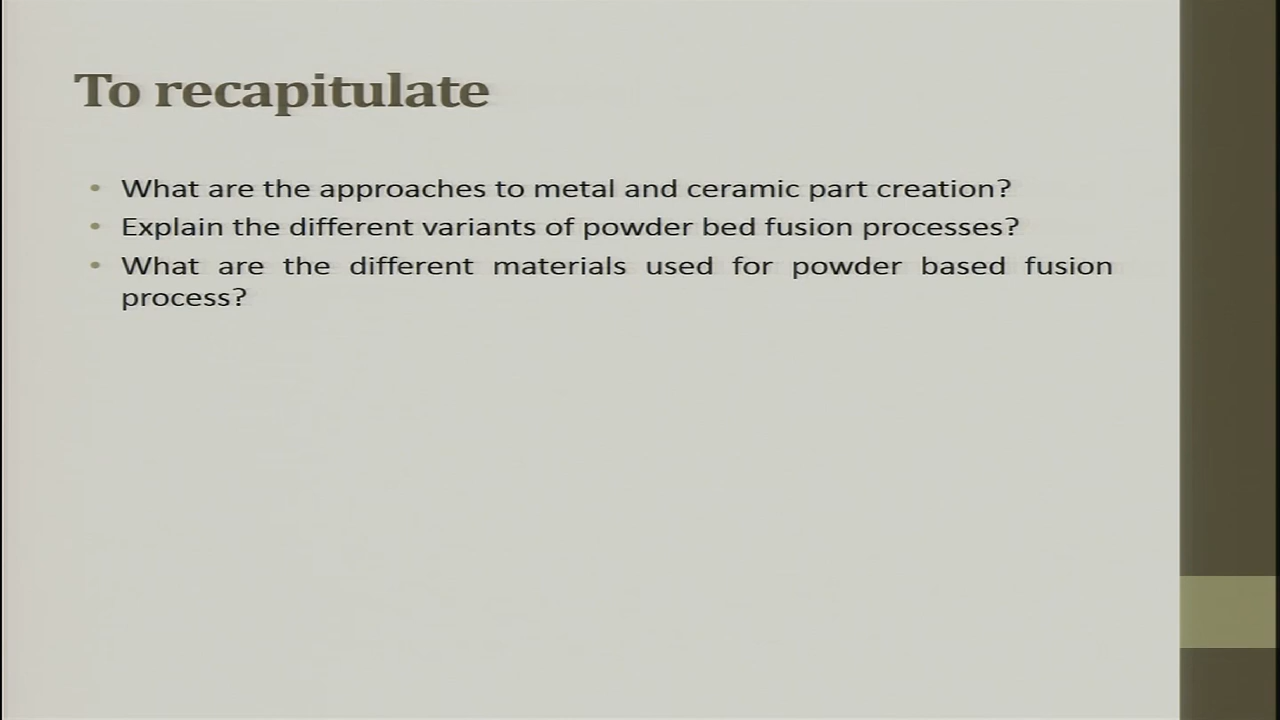 To recapitulate
• What are the approaches to metal and ceramic part creation?
• Explain the different variants of powder bed fusion processes?
• What are the different materials used for powder based fusion
process?